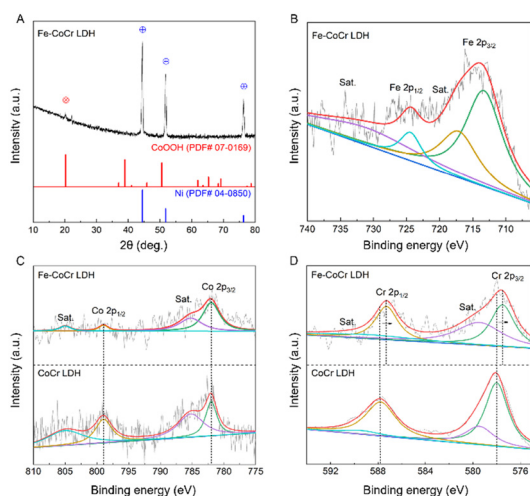 A
Fe-CoCr LDH
CoOOH (PDF# 07-0169)
Ni (PDF# 04-0850)
Intensity (a.u.)
10 20 30 40 50 60 70 80
2θ (deg.)
B
Fe-CoCr LDH
Fe 2p3/2
Sat.
Fe 2p1/2
Sat.
Intensity (a.u.)
740 735 730 725 720 715 710
Binding energy (eV)
C
Fe-CoCr LDH
Sat.
Co 2p1/2
Sat.
Co 2p3/2
CoCr LDH
Intensity (a.u.)
810 805 800 795 790 785 780 775
Binding energy (eV)
D
Fe-CoCr LDH
Cr 2p1/2
Cr 2p3/2
Sat.
Sat.
CoCr LDH
Intensity (a.u.)
592 588 584 580 576
Binding energy (eV)